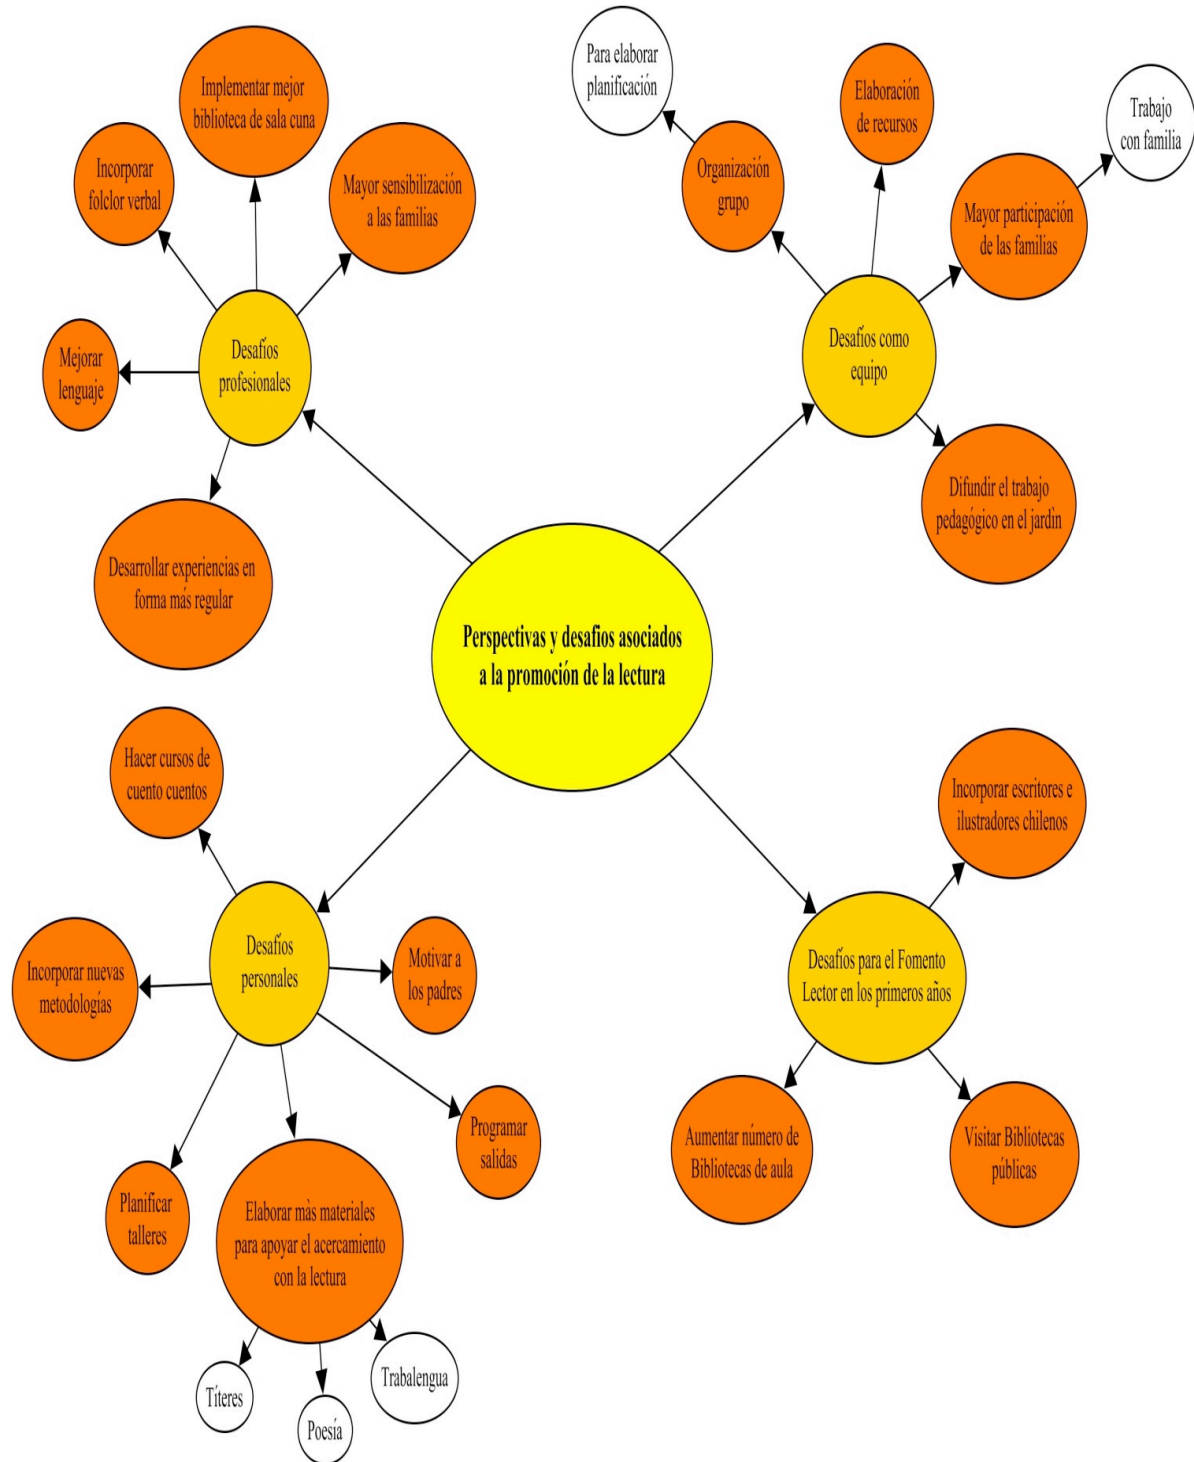 Para elaborar
planificación
Implementar mejor
biblioteca de sala cuna
Elaboración
de recursos
Trabajo
con familia
Incorporar
folclor verbal
Mayor sensibilización
a las familias
Organización
grupo
Mayor participación
de las familias
Mejorar
lenguaje
Desafíos
profesionales
Desafíos como
equipo
Desarrollar experiencias en
forma más regular
Difundir el trabajo
pedagógico en el jardìn
Perspectivas y desafios asociados
a la promoción de la lectura
Hacer cursos de
cuento cuentos
Incorporar escritores e
ilustradores chilenos
Incorporar nuevas
metodologías
Desafíos
personales
Motivar a
los padres
Desafíos para el Fomento
Lector en los primeros años
Planificar
talleres
Elaborar màs materiales
para apoyar el acercamiento
con la lectura
Programar
salidas
Aumentar número de
Bibliotecas de aula
Visitar Bibliotecas
públicas
Títeres
Poesía
Trabalengua